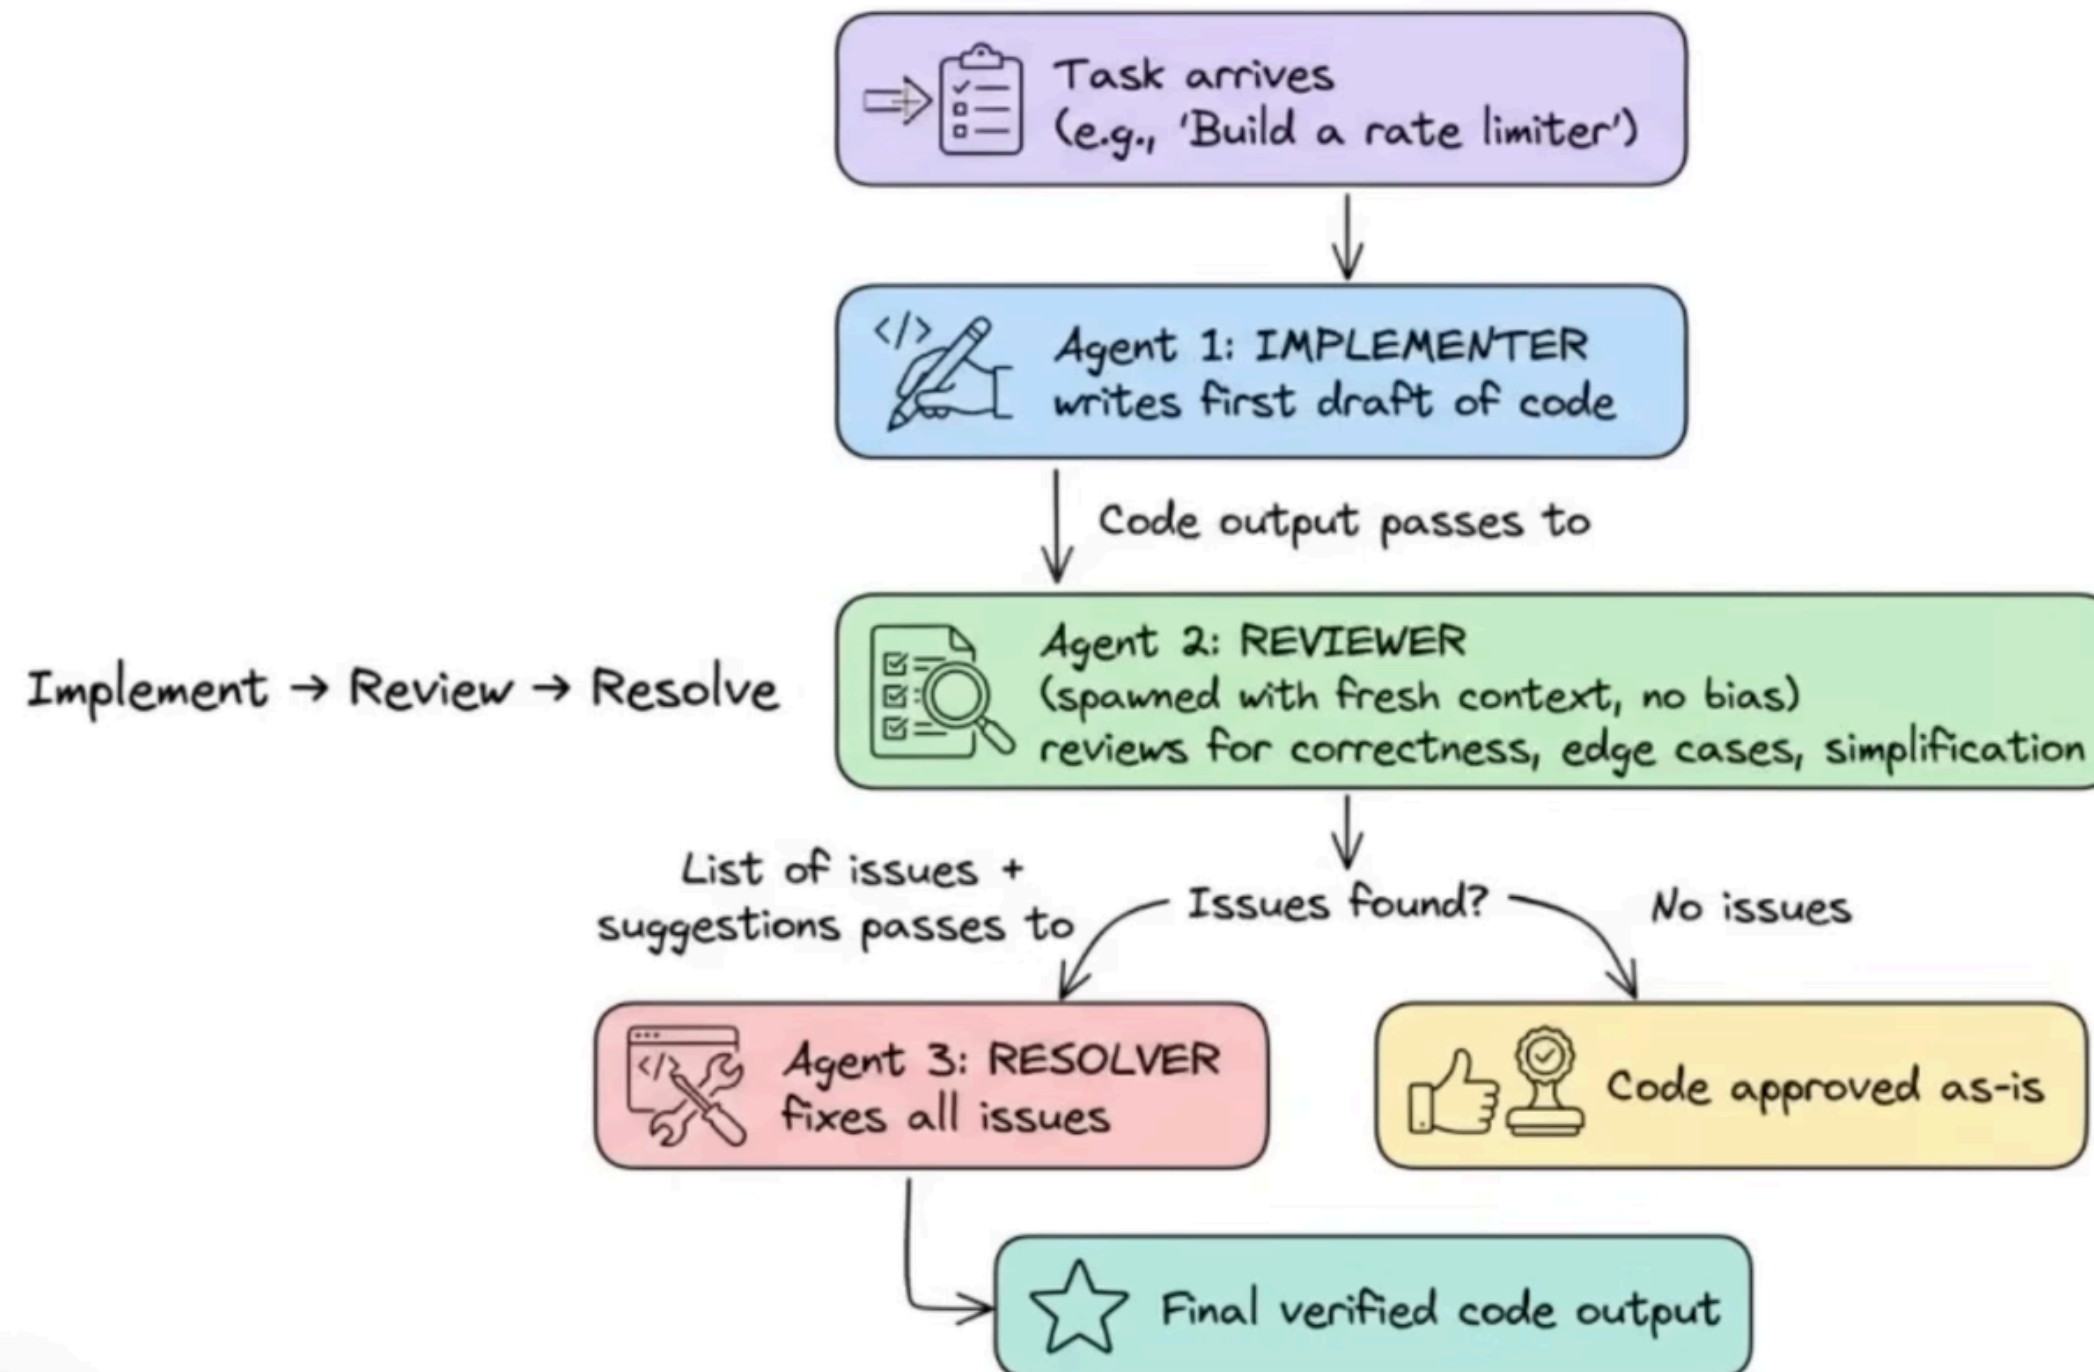 Task arrives
(e.g., 'Build a rate limiter')
</>
Agent 1: IMPLEMENTER
writes first draft of code
Code output passes to
Implement → Review → Resolve
Agent 2: REVIEWER
(spawned with fresh context, no bias)
reviews for correctness, edge cases, simplification
List of issues +
suggestions passes to
Issues found?
No issues
</>
Agent 3: RESOLVER
fixes all issues
Code approved as-is
Final verified code output